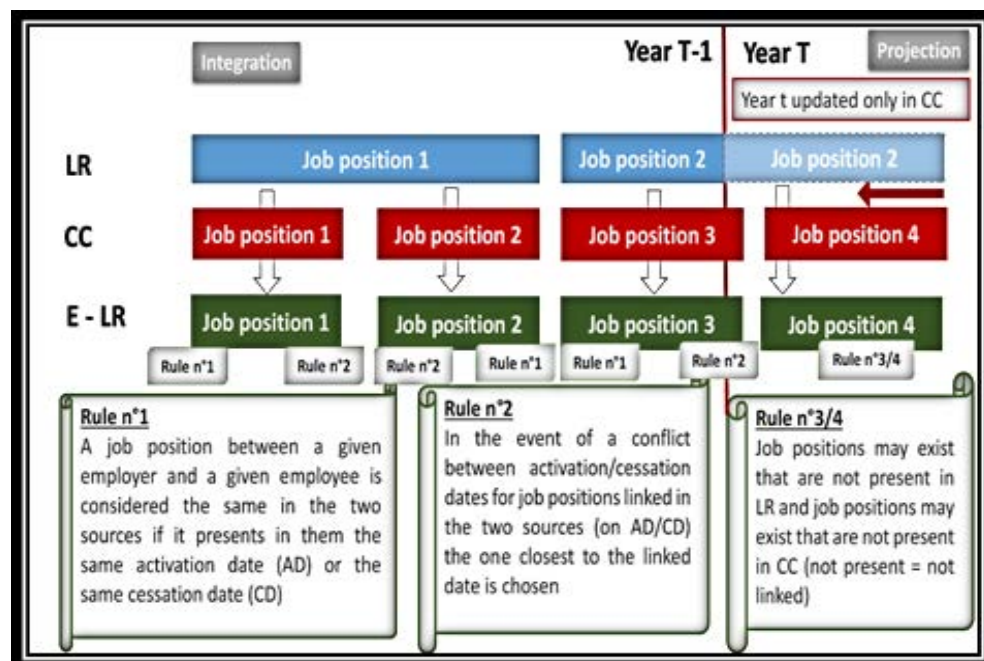 Integration
Year T-1
Year T
Projection
Year t updated only in CC
LR
Job position 1
Job position 2
Job position 2
CC
Job position 1
Job position 2
Job position 3
Job position 4
E - LR
Job position 1
Job position 2
Job position 3
Job position 4
Rule n°1
Rule n°2
Rule n°2
Rule n°1
Rule n°1
Rule n°2
Rule n°3/4
Rule n°1
A job position between a given
employer and a given employee is
considered the same in the two
sources if it presents in them the
same activation date (AD) or the
same cessation date (CD)
Rule n°2
In the event of a conflict
between activation/cessation
dates for job positions linked in
the two sources (on AD/CD)
the one closest to the linked
date is chosen
Rule n°3/4
Job positions may exist
that are not present in
LR and job positions may
exist that are not present
in CC (not present = not
linked)